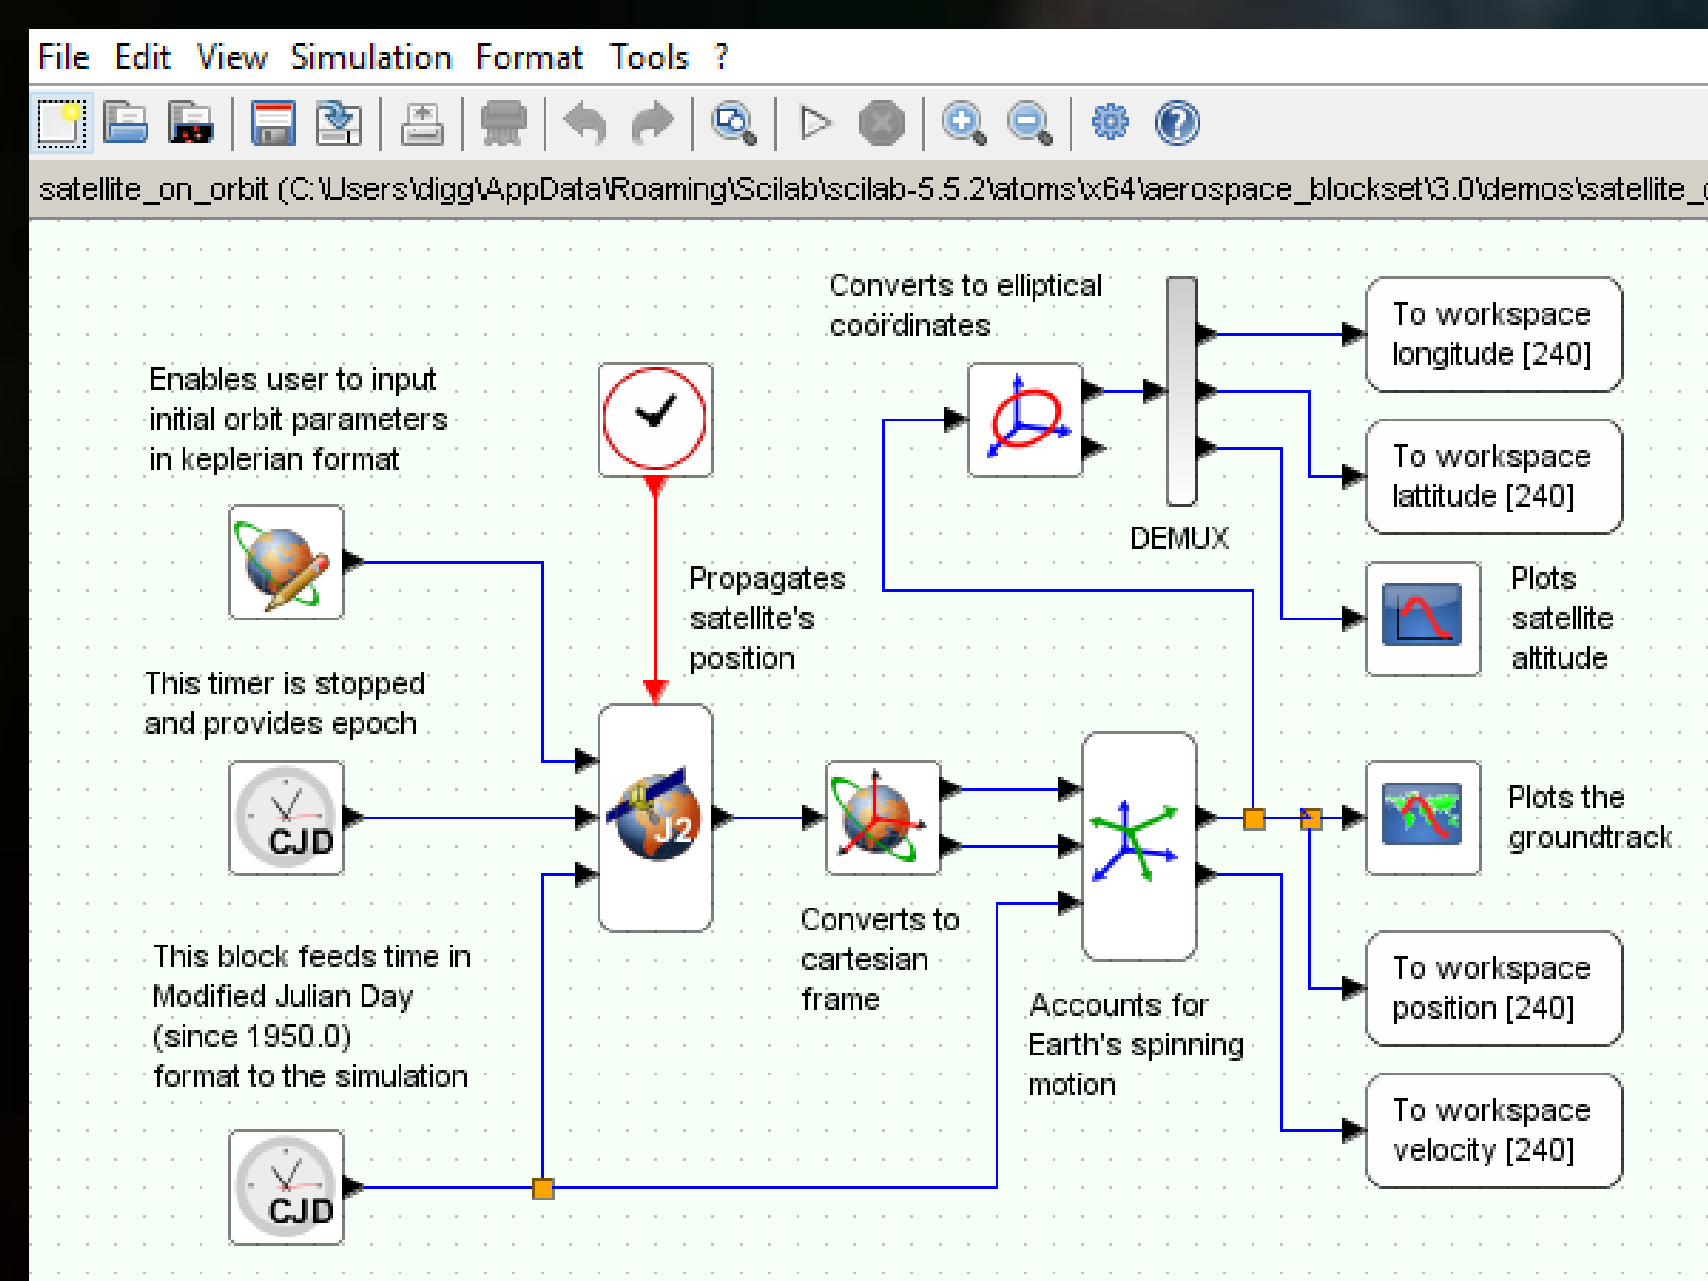 File Edit View Simulation Format Tools ?
satellite_on_orbit (C:\Users\digg\AppData\Roaming\Scilab\scilab-5.5.2\atoms\x64\aerospace_blockset\3.0\demos\satellite_
Converts to elliptical
coordinates
To workspace
longitude [240]
Enables user to input
initial orbit parameters
in keplerian format
To workspace
lattitude [240]
DEMUX
Propagates
satellite's
position
Plots
satellite
altitude
This timer is stopped
and provides epoch
CJD
J2
Plots the
groundtrack
Converts to
cartesian
frame
This block feeds time in
Modified Julian Day
(since 1950.0)
format to the simulation
Accounts for
Earth's spinning
motion
To workspace
position [240]
To workspace
velocity [240]
CJD